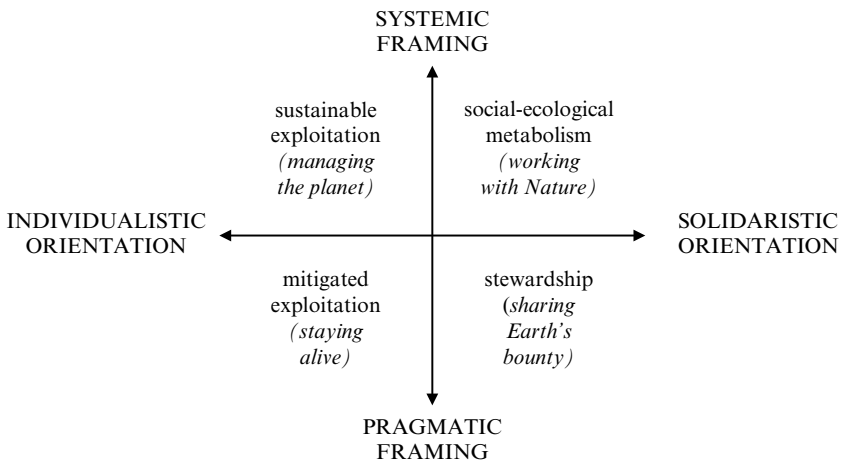 SYSTEMIC
FRAMING
sustainable
exploitation
(managing
the planet)
social-ecological
metabolism
(working
with Nature)
INDIVIDUALISTIC
ORIENTATION
SOLIDARISTIC
ORIENTATION
mitigated
exploitation
(staying
alive)
stewardship
(sharing
Earth’s
bounty)
PRAGMATIC
FRAMING